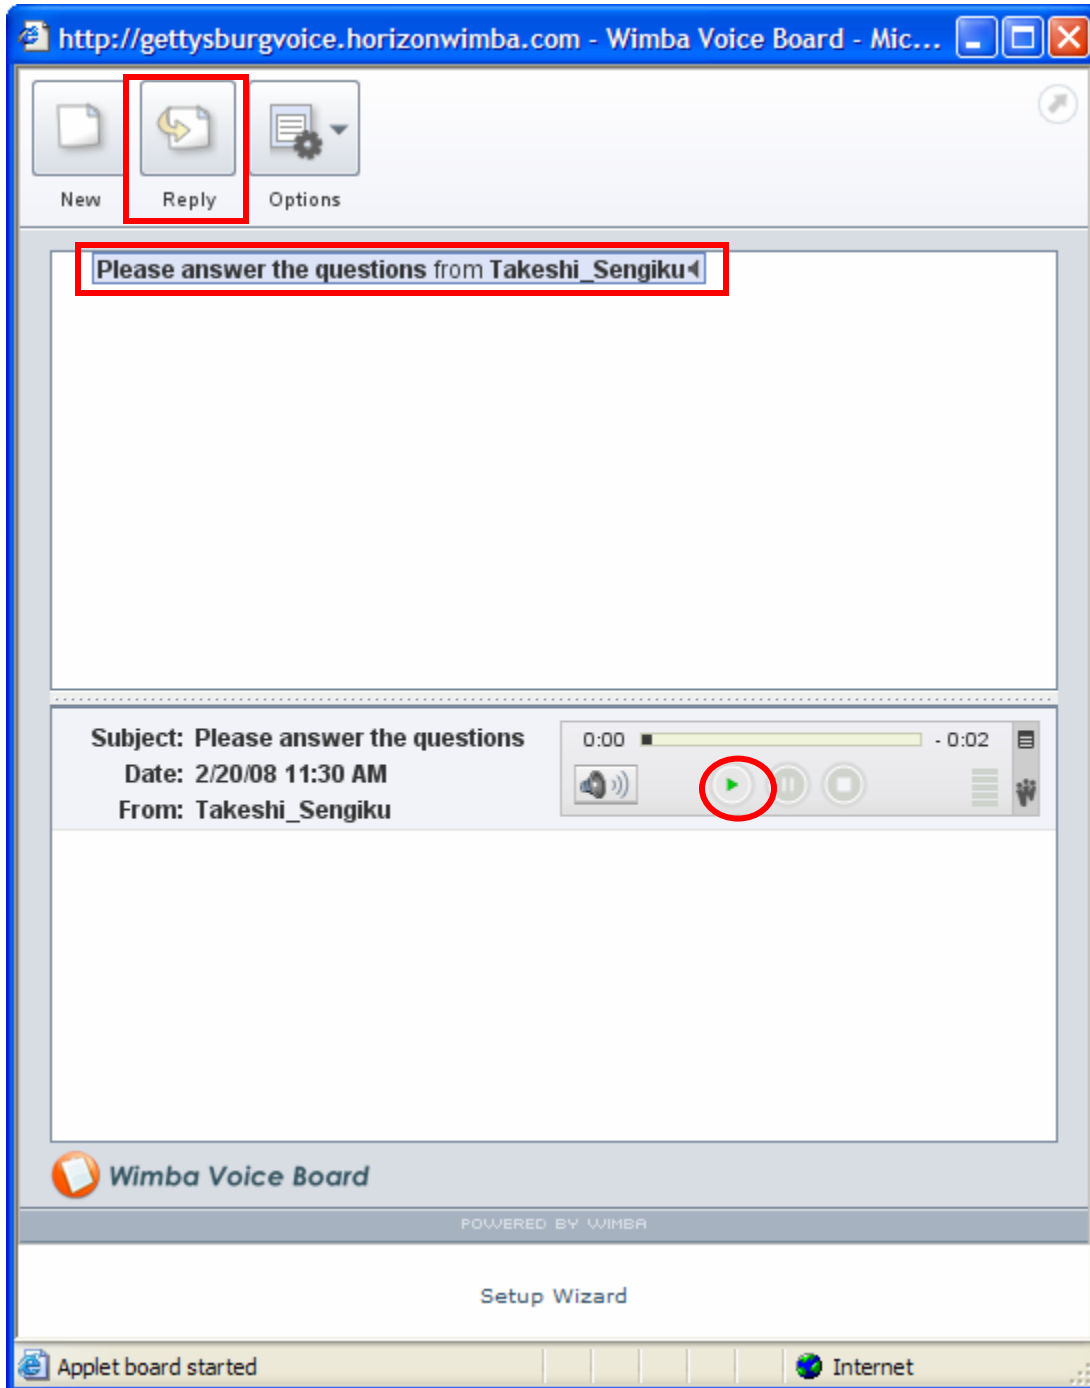 http://gettysburgvoice.horizonwimba.com - Wimba Voice Board - Mic...
New Reply Options
Please answer the questions from Takeshi_Sengiku
Subject: Please answer the questions
0:00 - 0:02
Date: 2/20/08 11:30 AM
From: Takeshi_Sengiku
Wimba Voice Board
POWERED BY WIMBA
Setup Wizard
Applet board started Internet